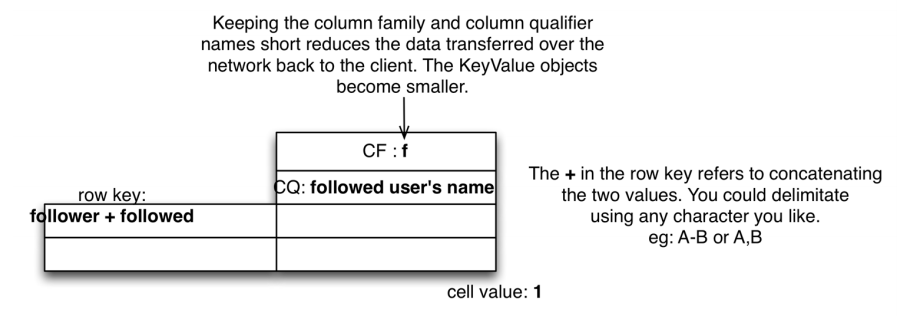 Keeping the column family and column qualifier
names short reduces the data transferred over the
network back to the client. The KeyValue objects
become smaller.
CF : f
CQ: followed user's name
row key:
follower + followed
The + in the row key refers to concatenating
the two values. You could delimitate
using any character you like.
eg: A-B or A,B
cell value: 1